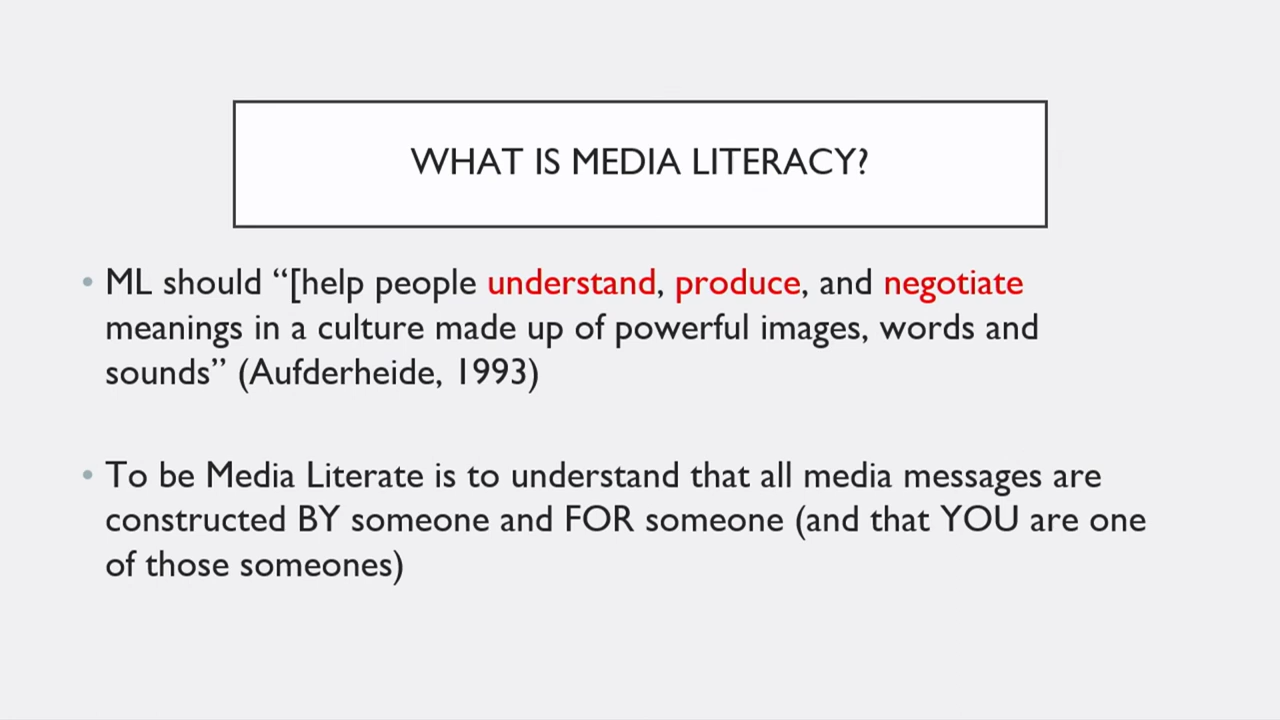 WHAT IS MEDIA LITERACY?
• ML should “[help people understand, produce, and negotiate
meanings in a culture made up of powerful images, words and
sounds” (Aufderheide, 1993)
• To be Media Literate is to understand that all media messages are
constructed BY someone and FOR someone (and that YOU are one
of those someones)